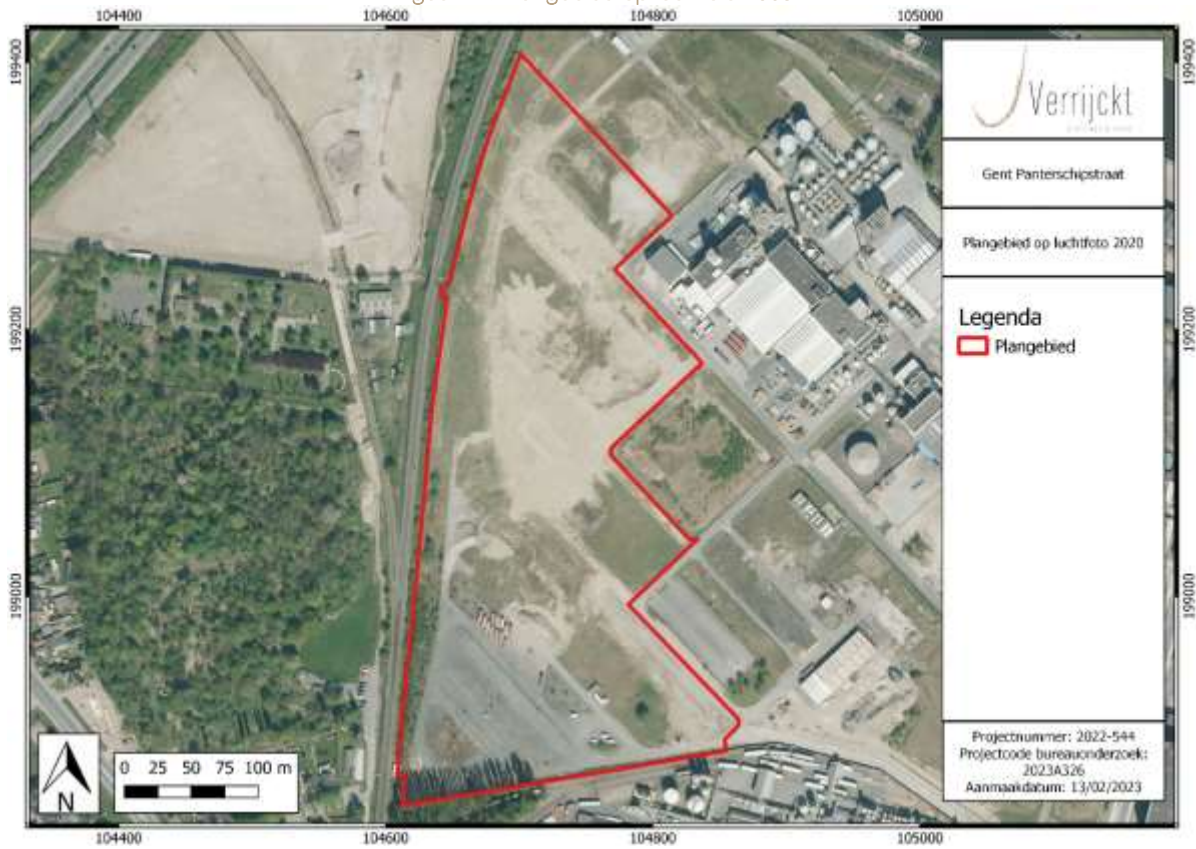 104400
104600
104800
105000
199400
199400
Verrijckt
Gent Panterschipstraat
Plangebied op luchtfoto 2020
Legenda
Plangebied
199200
199200
199000
199000
0 25 50 75 100 m
N
Projectnummer: 2022-544
Projectcode bureauonderzoek:
2023A326
Aanmaakdatum: 13/02/2023
104400
104600
104800
105000